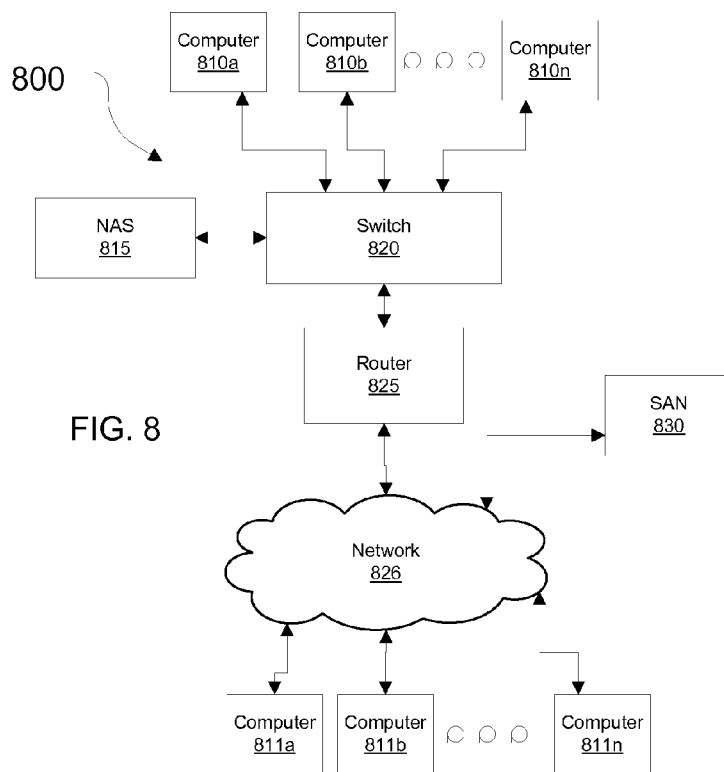 Computer
810a
Computer
810b
Computer
810n
800
NAS
815
Switch
820
Router
825
SAN
830
FIG. 8
Network
826
Computer
811a
Computer
811b
Computer
811n